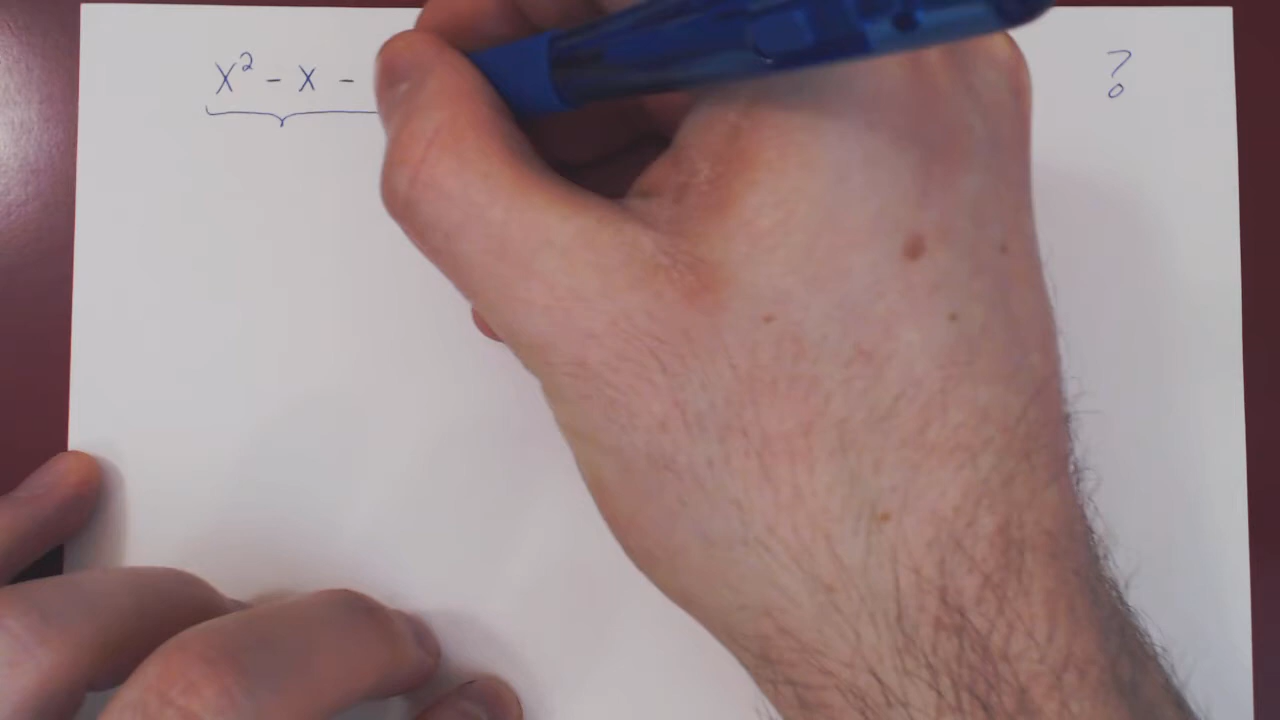 x² - x - ?